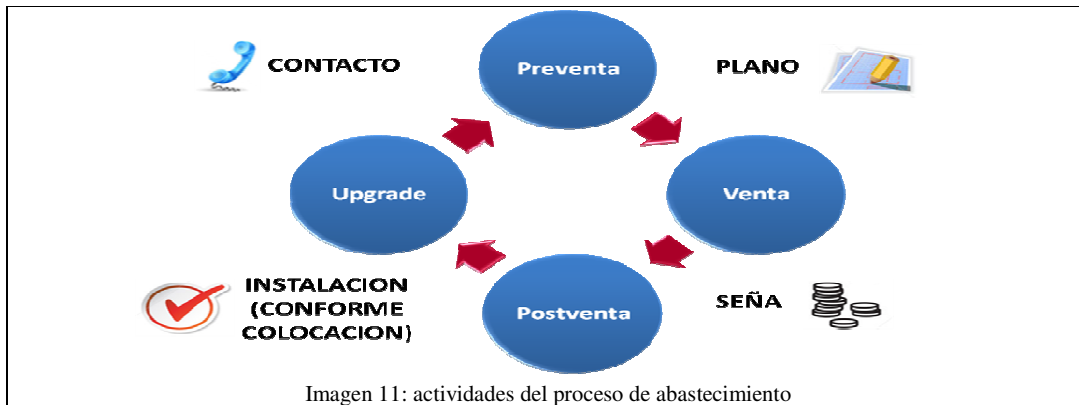 CONTACTO
Preventa
PLANO
Upgrade
Venta
INSTALACION
(CONFORME
COLOCACION)
Postventa
SEÑA
Imagen 11: actividades del proceso de abastecimiento